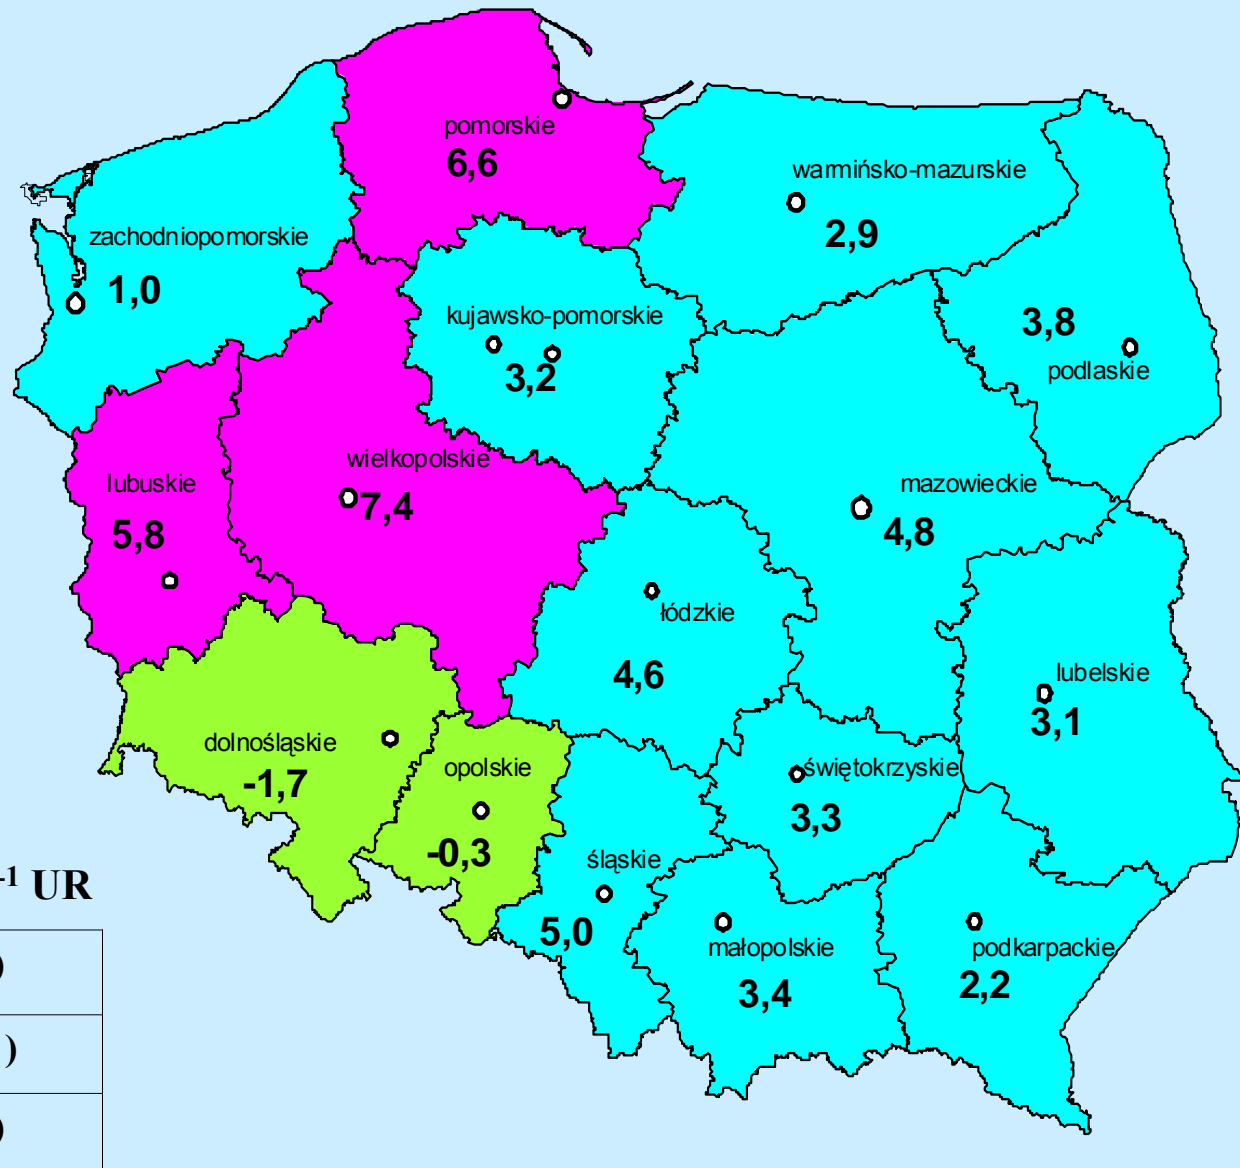 pomorskie
6,6
warmińsko-mazurskie
2,9
zachodniopomorskie
1,0
kujawsko-pomorskie
3,2
3,8
podlaskie
wielkopolskie
7,4
lubuskie
5,8
mazowieckie
4,8
łódzkie
4,6
lubelskie
3,1
dolnośląskie
-1,7
opolskie
-0,3
świętokrzyskie
3,3
śląskie
5,0
małopolskie
3,4
podkarpackie
2,2
-1 UR
)
)
)